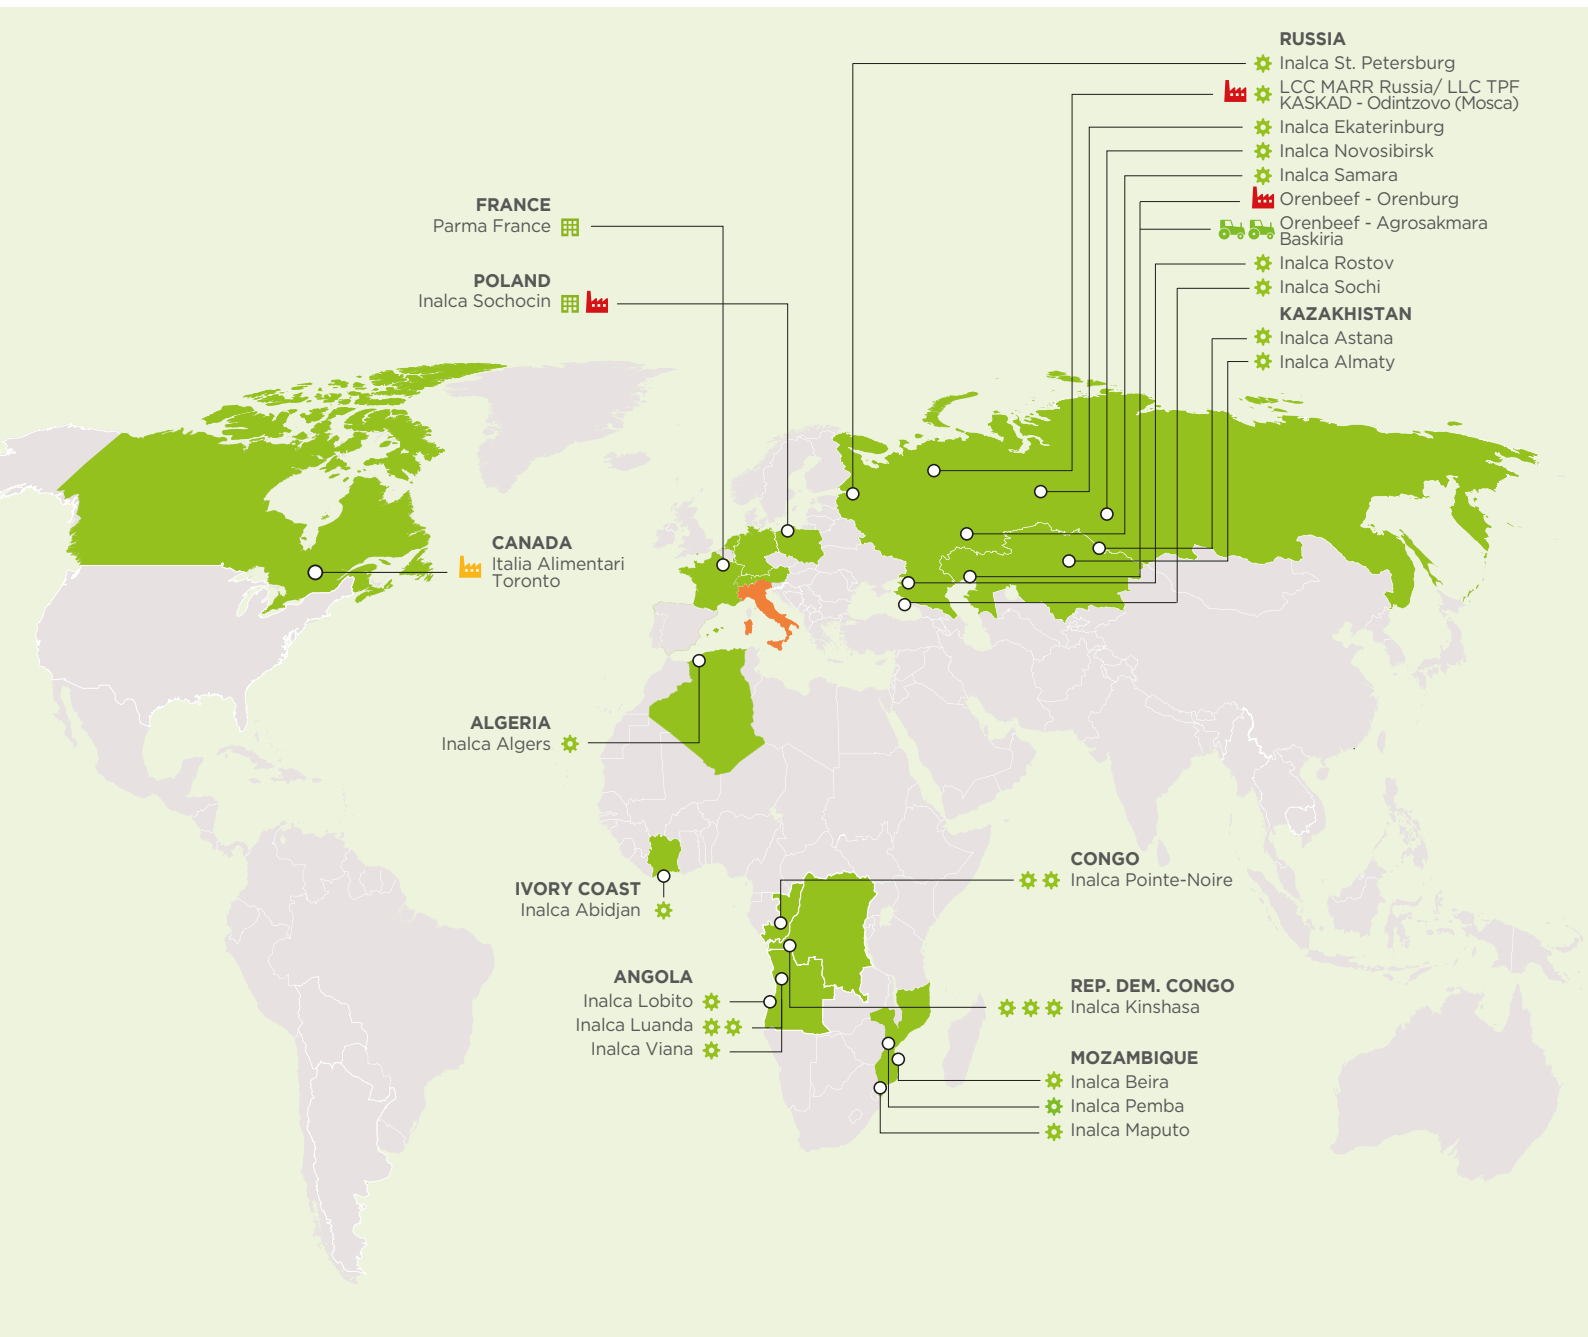 RUSSIA
Inalca St. Petersburg
LCC MARR Russia/ LLC TPF
KASKAD - Odintzovo (Mosca)
Inalca Ekaterinburg
Inalca Novosibirsk
Inalca Samara
Orenbeef - Orenburg
Orenbeef - Agrosakmara
Baskiria
Inalca Rostov
Inalca Sochi
KAZAKHISTAN
Inalca Astana
Inalca Almaty
FRANCE
Parma France
POLAND
Inalca Sochocin
CANADA
Italia Alimentari
Toronto
ALGERIA
Inalca Algers
IVORY COAST
Inalca Abidjan
ANGOLA
Inalca Lobito
Inalca Luanda
Inalca Viana
CONGO
Inalca Pointe-Noire
REP. DEM. CONGO
Inalca Kinshasa
MOZAMBIQUE
Inalca Beira
Inalca Pemba
Inalca Maputo